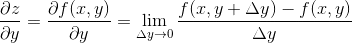 ∂z/∂y = ∂f(x, y)/∂y = lim_{Δy→0} (f(x, y + Δy) − f(x, y))/Δy